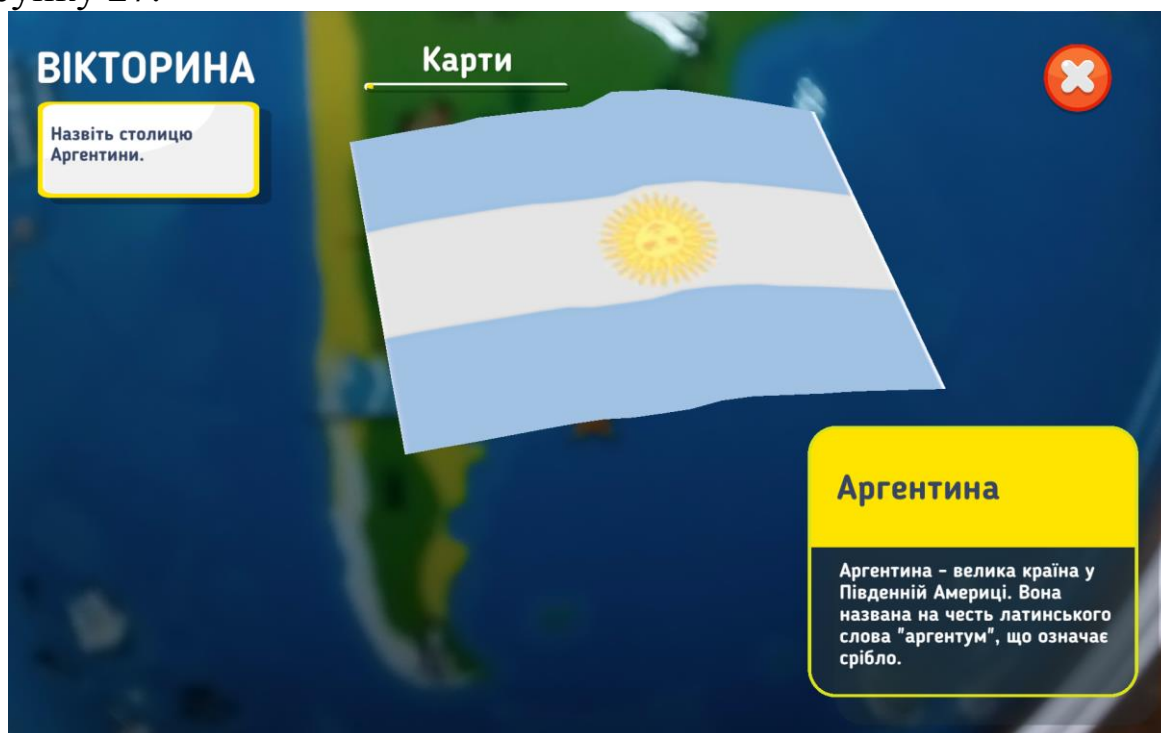 ВІКТОРИНА
Карти
Назвіть столицю
Аргентини.
Аргентина
Аргентина – велика країна у
Південній Америці. Вона
названа на честь латинського
слова "аргентум", що означає
срібло.